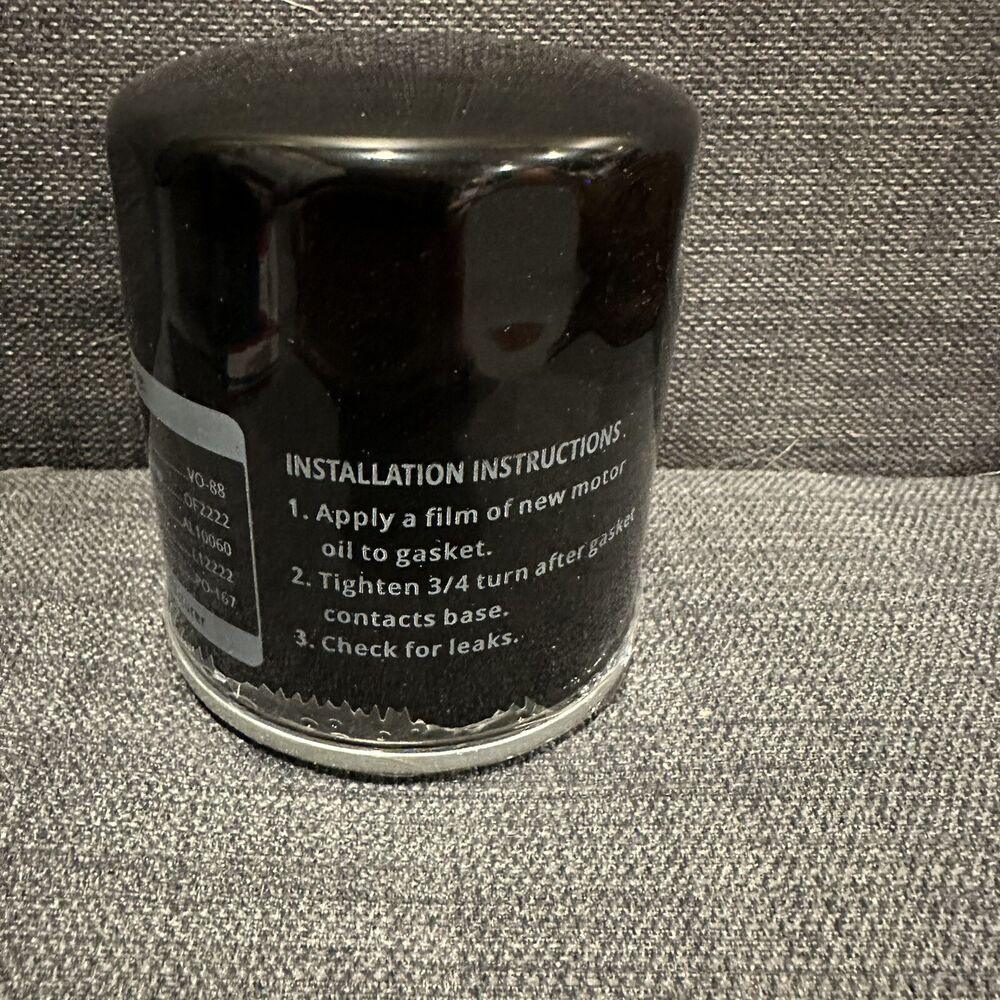 VO-88
OF2222
AL10060
L12222
PO-167
INSTALLATION INSTRUCTIONS
1. Apply a film of new motor
oil to gasket.
2. Tighten 3/4 turn after gasket
contacts base.
3. Check for leaks.